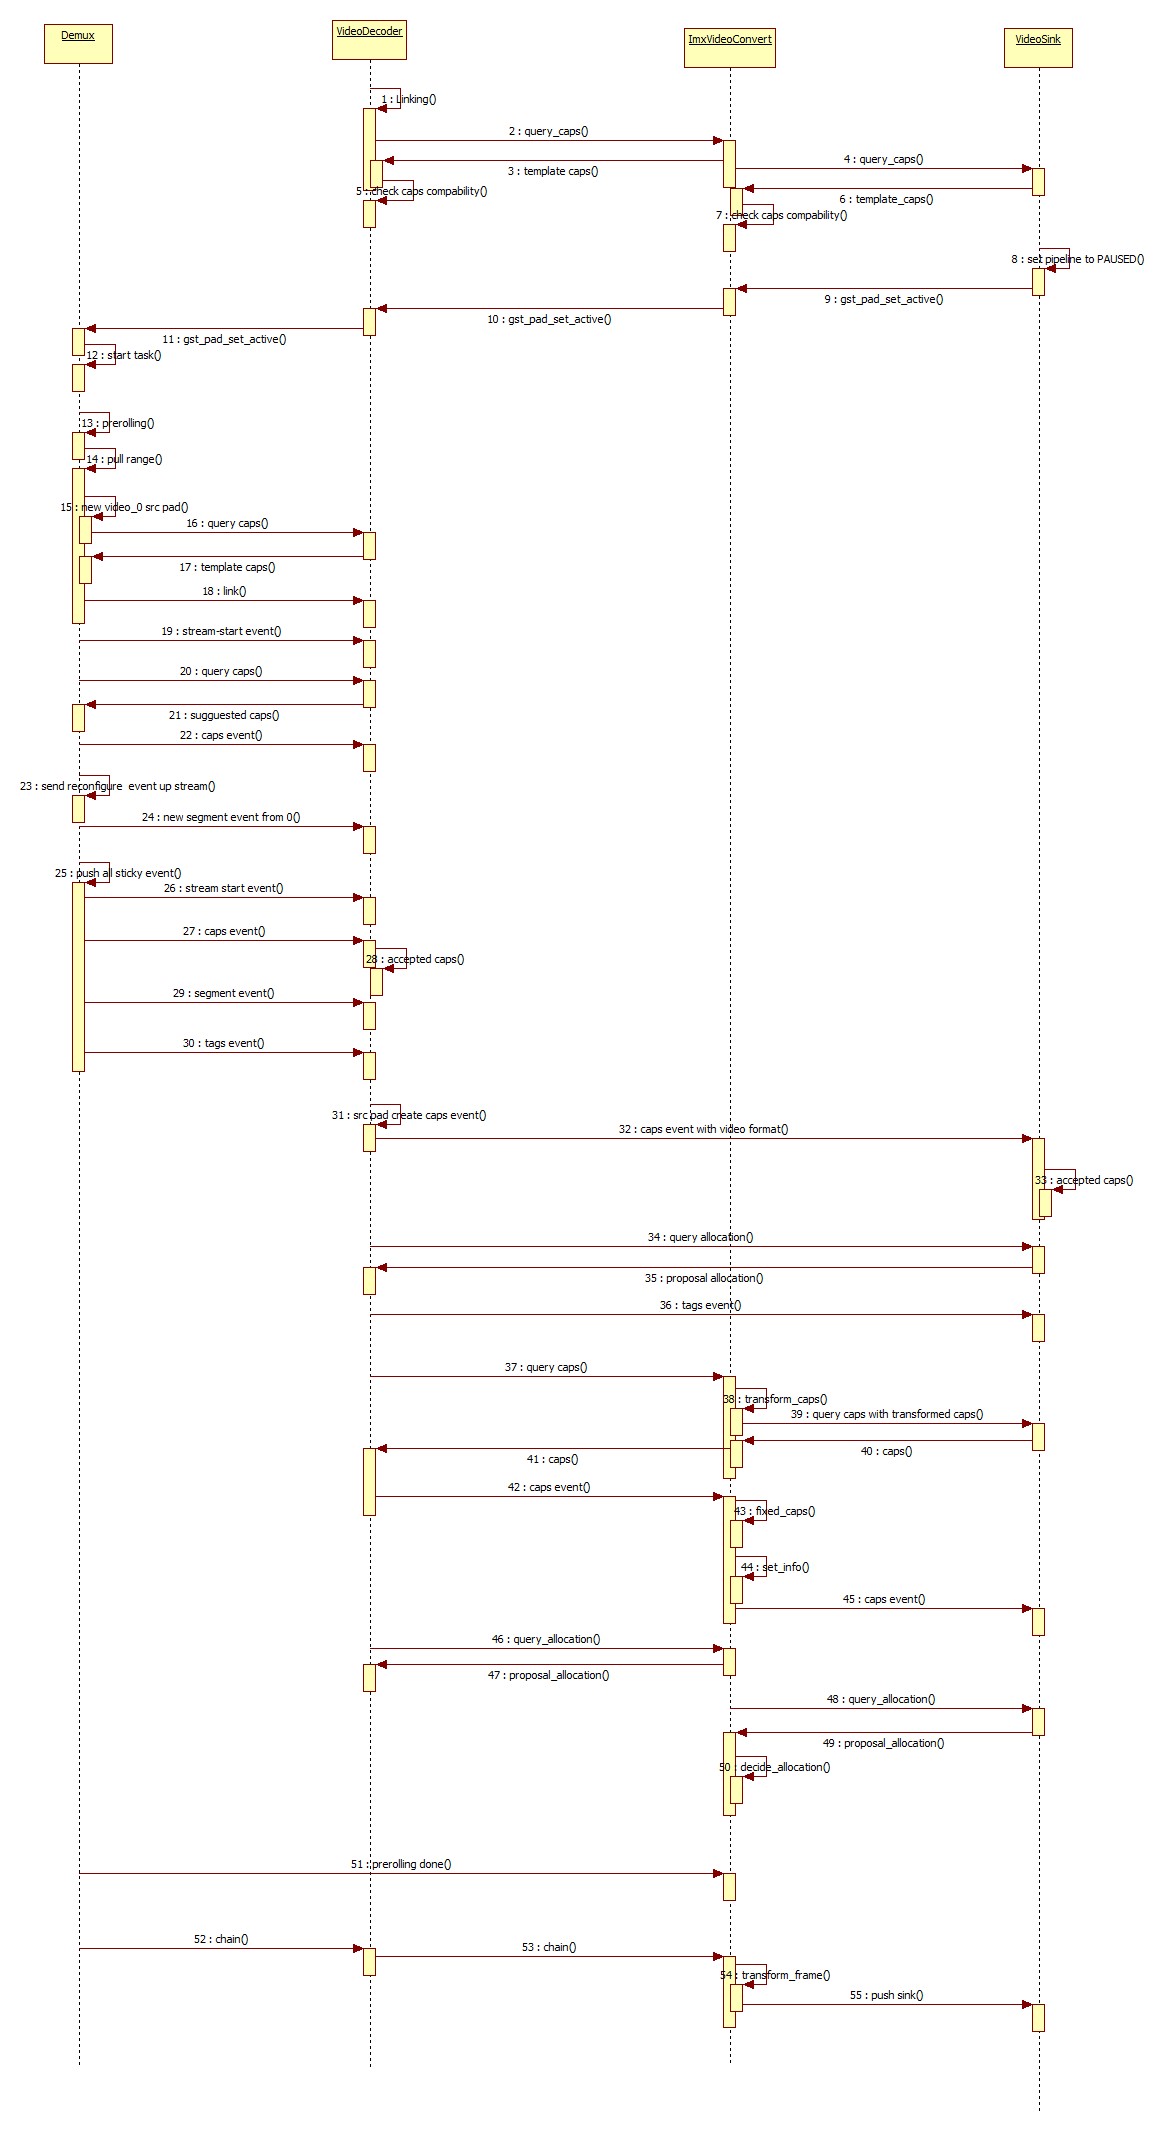 Demux
VideoDecoder
ImxVideoConvert
VideoSink
1 : Linking()
2 : query_caps()
3 : template caps()
4 : query_caps()
5 : check caps compability()
6 : template_caps()
7 : check caps compability()
8 : set pipeline to PAUSED()
9 : gst_pad_set_active()
10 : gst_pad_set_active()
11 : gst_pad_set_active()
12 : start task()
13 : prerolling()
14 : pull range()
15 : new video_0 src pad()
16 : query caps()
17 : template caps()
18 : link()
19 : stream-start event()
20 : query caps()
21 : sugguested caps()
22 : caps event()
23 : send reconfigure  event up stream()
24 : new segment event from 0()
25 : push all sticky event()
26 : stream start event()
27 : caps event()
28 : accepted caps()
29 : segment event()
30 : tags event()
31 : src pad create caps event()
32 : caps event with video format()
33 : accepted caps()
34 : query allocation()
35 : proposal allocation()
36 : tags event()
37 : query caps()
38 : transform_caps()
39 : query caps with transformed caps()
40 : caps()
41 : caps()
42 : caps event()
43 : fixed_caps()
44 : set_info()
45 : caps event()
46 : query_allocation()
47 : proposal_allocation()
48 : query_allocation()
49 : proposal_allocation()
50 : decide_allocation()
51 : prerolling done()
52 : chain()
53 : chain()
54 : transform_frame()
55 : push sink()